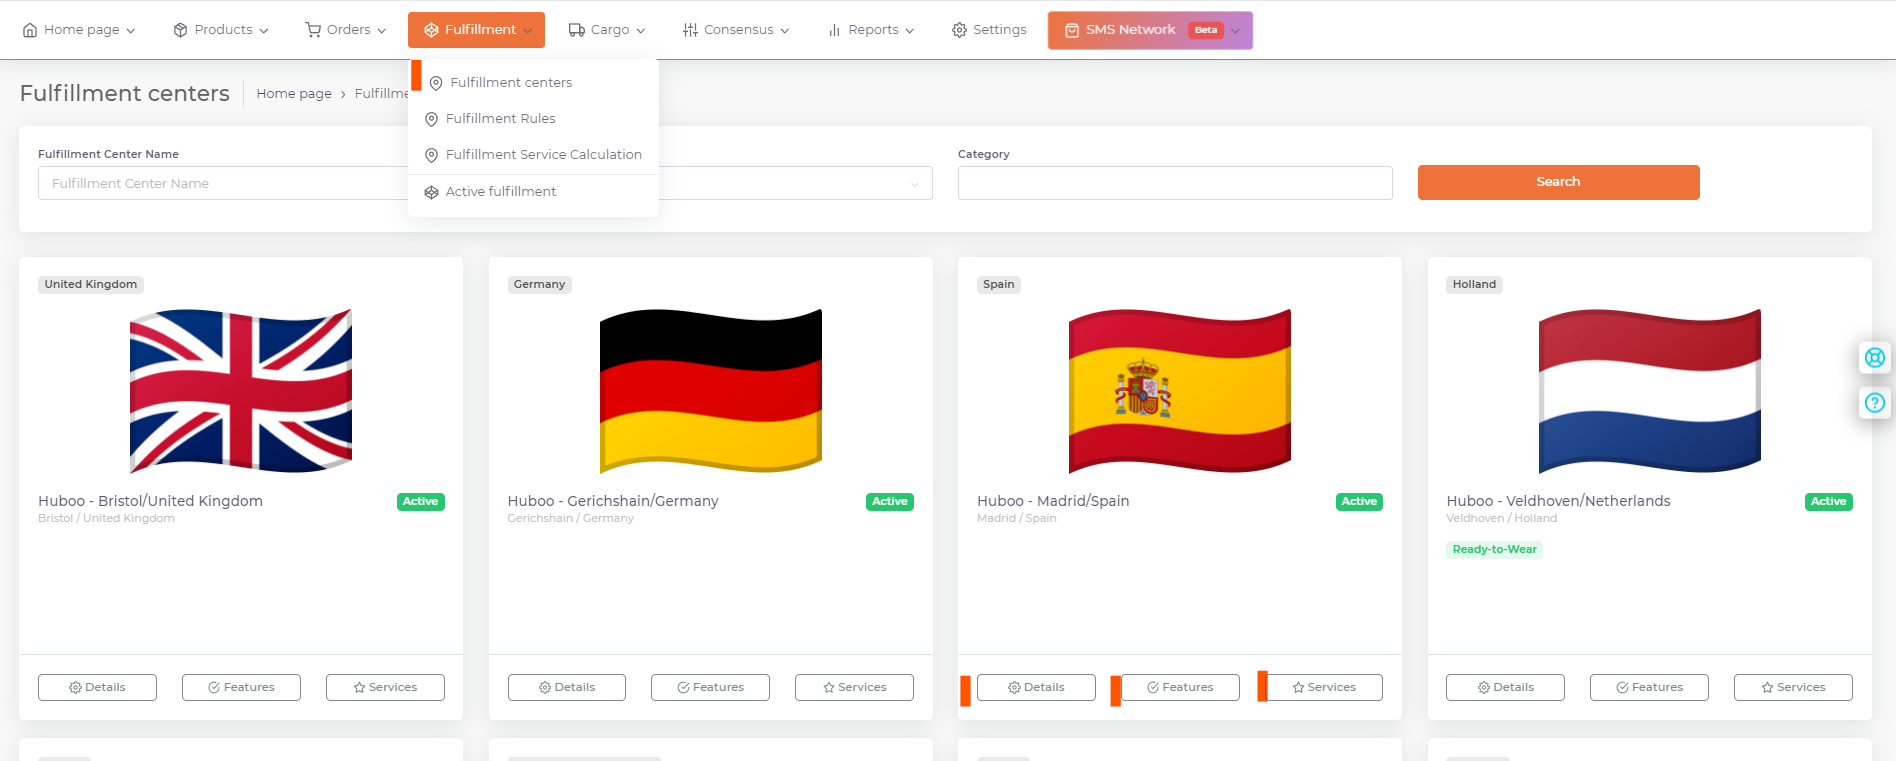 Home page
Products
Orders
Fulfillment
Cargo
Consensus
Reports
Settings
SMS Network Beta
Fulfillment centers
Fulfillment Rules
Fulfillment Service Calculation
Active fulfillment
Fulfillment centers
Home page › Fulfillme
Fulfillment Center Name
Fulfillment Center Name
Category
Search
United Kingdom
Huboo - Bristol/United Kingdom
Active
Bristol / United Kingdom
Details
Features
Services
Germany
Huboo - Gerichshain/Germany
Active
Gerichshain / Germany
Details
Features
Services
Spain
Huboo - Madrid/Spain
Active
Madrid / Spain
Details
Features
Services
Holland
Huboo - Veldhoven/Netherlands
Active
Veldhoven / Holland
Ready-to-Wear
Details
Features
Services